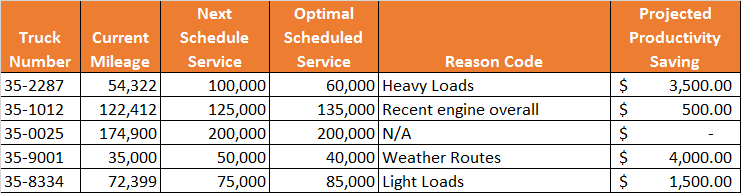 Truck Number Current Mileage Next Schedule Service Optimal Scheduled Service Reason Code Projected Productivity Saving
35-2287 54,322 100,000 60,000 Heavy Loads $ 3,500.00
35-1012 122,412 125,000 135,000 Recent engine overall $ 500.00
35-0025 174,900 200,000 200,000 N/A $ -
35-9001 35,000 50,000 40,000 Weather Routes $ 4,000.00
35-8334 72,399 75,000 85,000 Light Loads $ 1,500.00